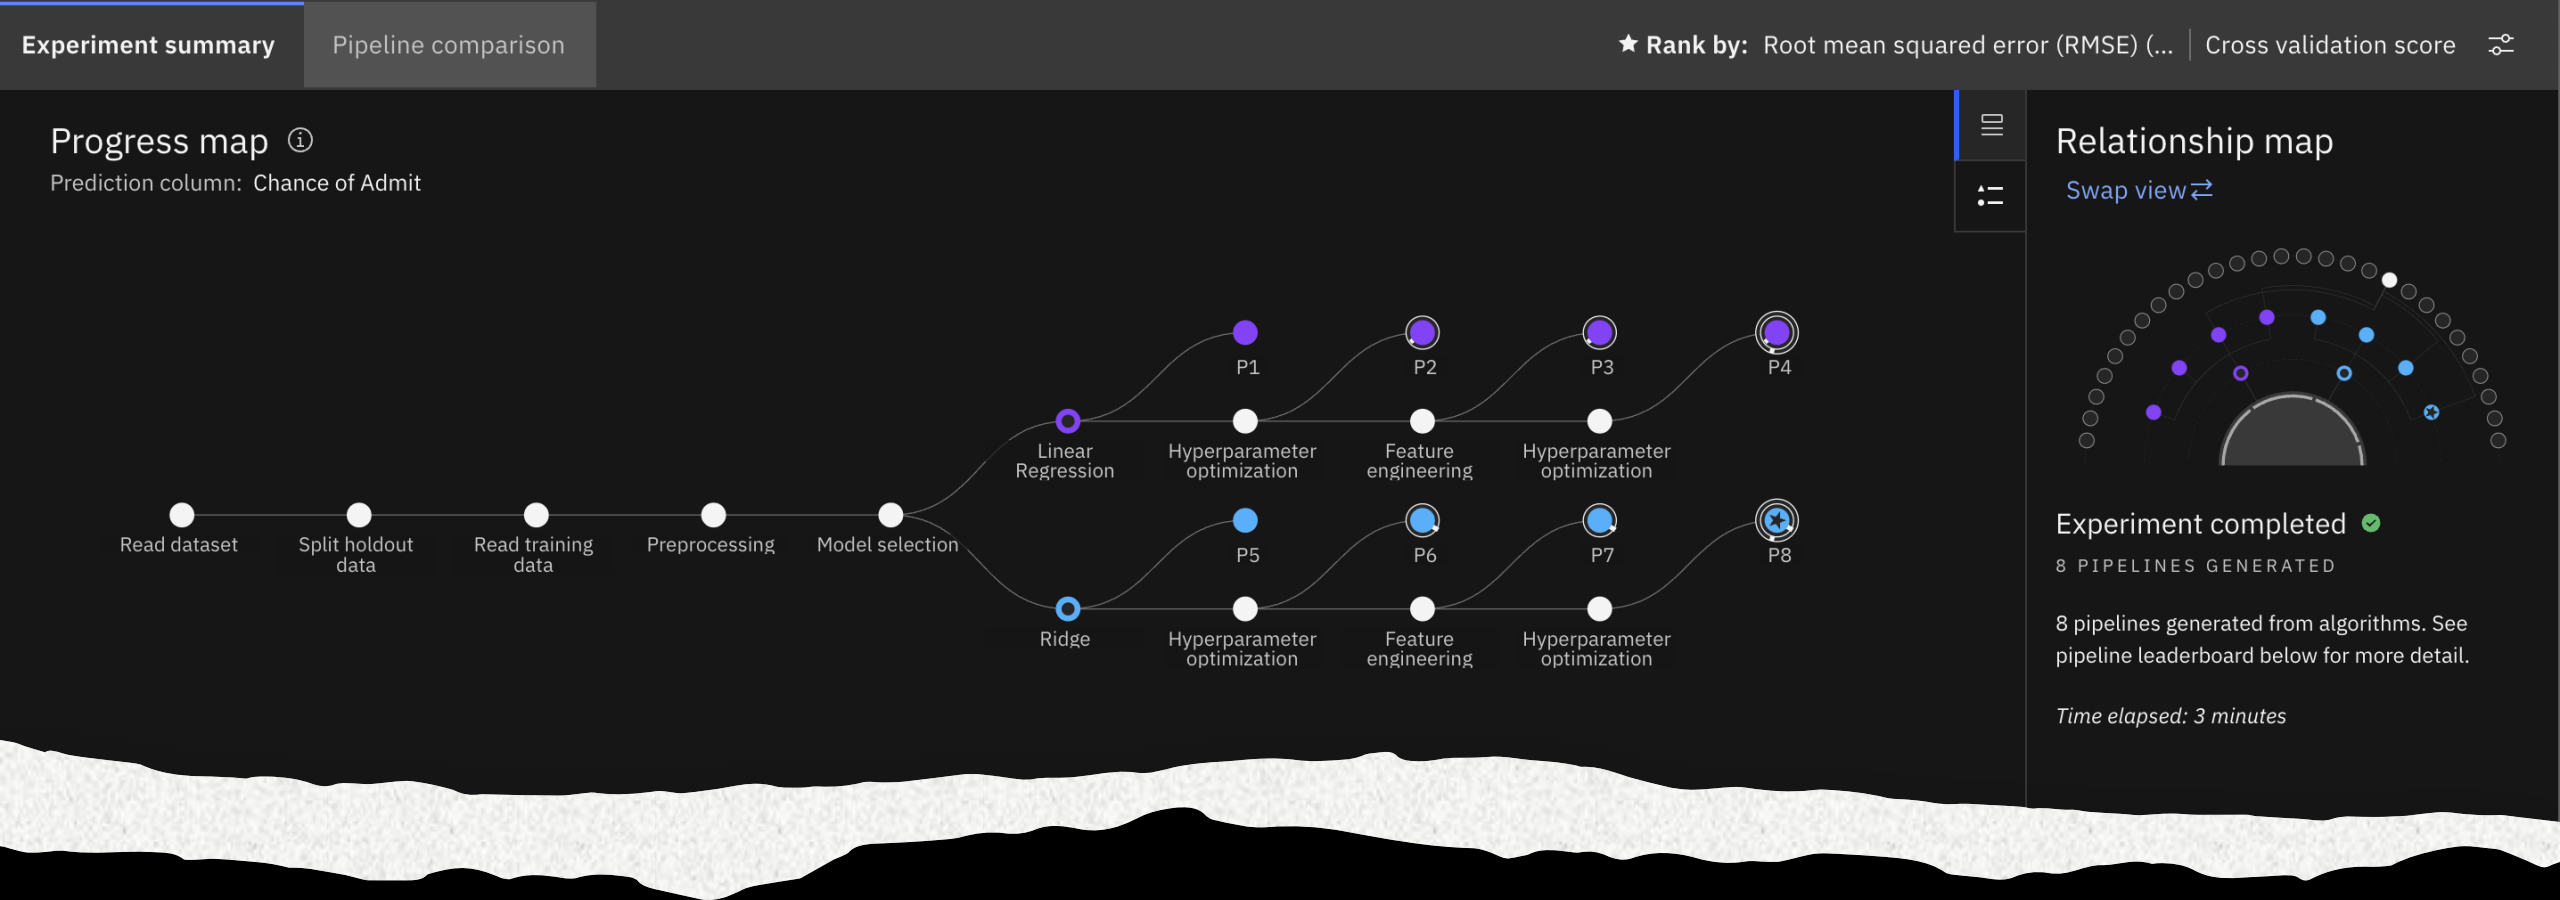 Experiment summary
Pipeline comparison
Rank by: Root mean squared error (RMSE) (...
Cross validation score
Progress map
Prediction column: Chance of Admit
Relationship map
Swap view
P1
P2
P3
P4
Linear
Regression
Hyperparameter
optimization
Feature
engineering
Hyperparameter
optimization
Read dataset
Split holdout
data
Read training
data
Preprocessing
Model selection
P5
P6
P7
P8
Ridge
Hyperparameter
optimization
Feature
engineering
Hyperparameter
optimization
Experiment completed
8 PIPELINES GENERATED
8 pipelines generated from algorithms. See
pipeline leaderboard below for more detail.
Time elapsed: 3 minutes